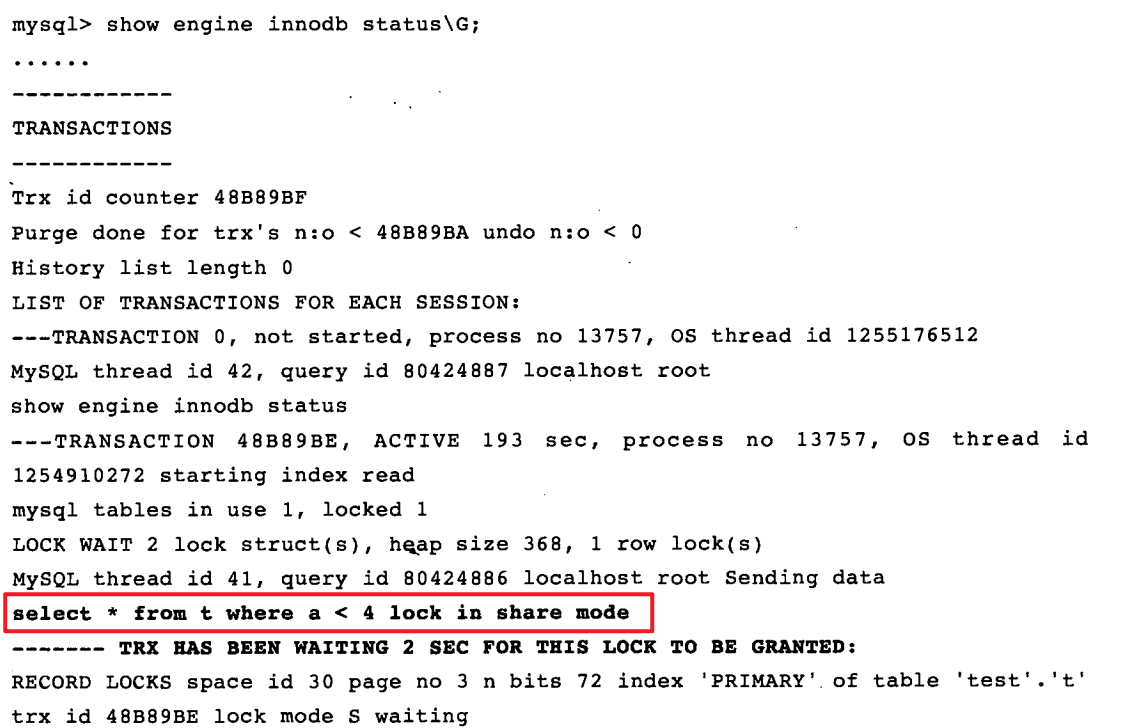 mysql> show engine innodb status\G;
......
------------
TRANSACTIONS
------------
Trx id counter 48B89BF
Purge done for trx's n:o < 48B89BA undo n:o < 0
History list length 0
LIST OF TRANSACTIONS FOR EACH SESSION:
---TRANSACTION 0, not started, process no 13757, OS thread id 1255176512
MySQL thread id 42, query id 80424887 localhost root
show engine innodb status
---TRANSACTION 48B89BE, ACTIVE 193 sec, process no 13757, OS thread id
1254910272 starting index read
mysql tables in use 1, locked 1
LOCK WAIT 2 lock struct(s), heap size 368, 1 row lock(s)
MySQL thread id 41, query id 80424886 localhost root Sending data
select * from t where a < 4 lock in share mode
------- TRX HAS BEEN WAITING 2 SEC FOR THIS LOCK TO BE GRANTED:
RECORD LOCKS space id 30 page no 3 n bits 72 index 'PRIMARY' of table 'test'.'t'
trx id 48B89BE lock mode S waiting